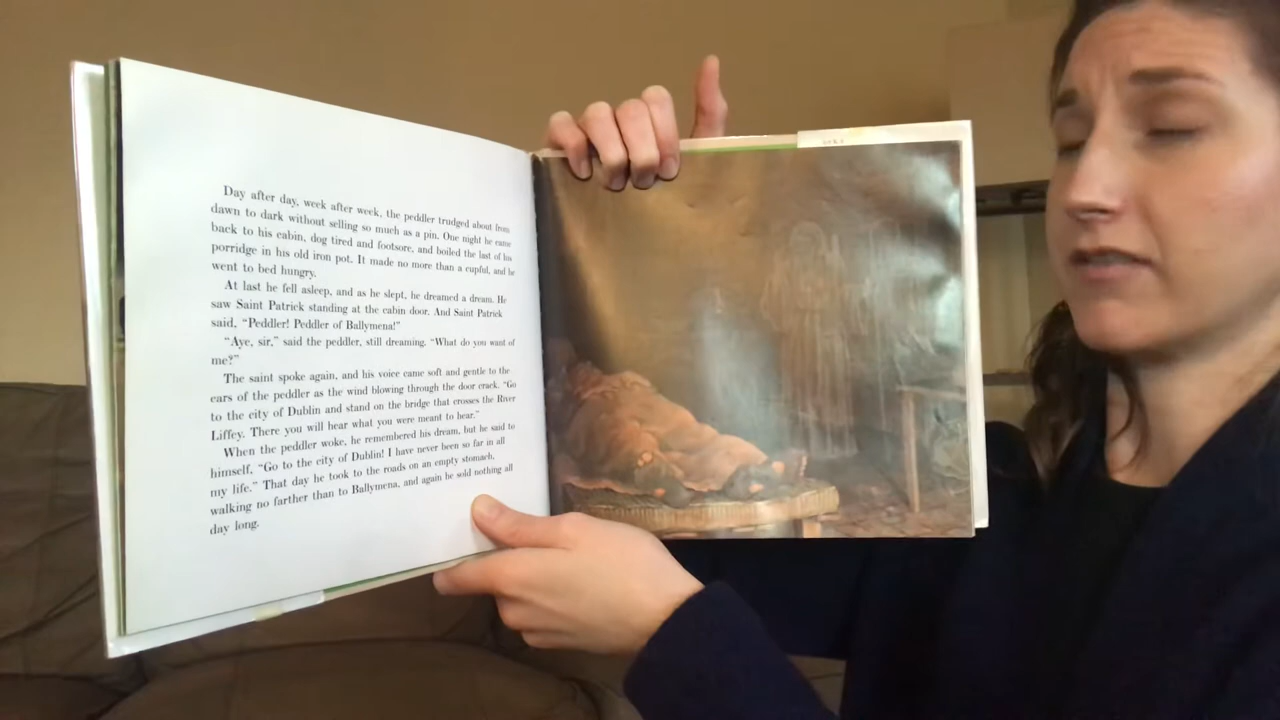 Day after day, week after week, the peddler trudged about from
dawn to dark without selling so much as a pin. One night he came
back to his cabin, dog tired and footsore, and boiled the last of his
porridge in his old iron pot. It made no more than a cupful, and he
went to bed hungry.
At last he fell asleep, and as he slept, he dreamed a dream. He
saw Saint Patrick standing at the cabin door. And Saint Patrick
said, “Peddler! Peddler of Ballymena!”
“Aye, sir,” said the peddler, still dreaming. “What do you want of
me?”
The saint spoke again, and his voice came soft and gentle to the
ears of the peddler as the wind blowing through the door crack. “Go
to the city of Dublin and stand on the bridge that crosses the River
Liffey. There you will hear what you were meant to hear.”
When the peddler woke, he remembered his dream, but he said to
himself, “Go to the city of Dublin! I have never been so far in all
my life.” That day he took to the roads on an empty stomach,
walking no farther than to Ballymena, and again he sold nothing all
day long.